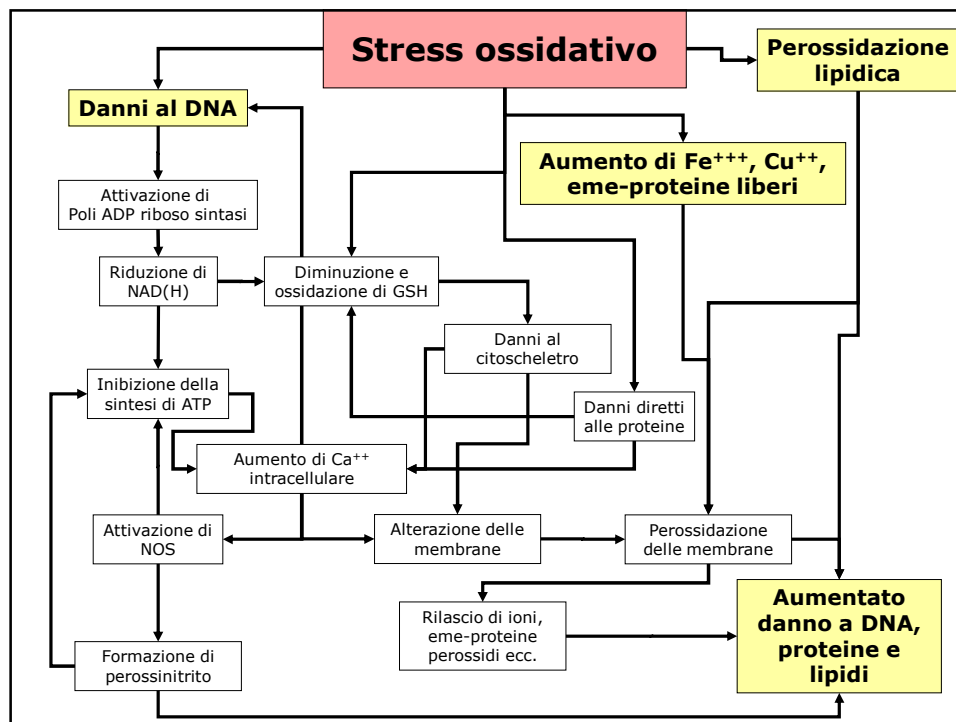 Stress ossidativo
Perossidazione
lipidica
Danni al DNA
Aumento di Fe⁺⁺⁺, Cu⁺⁺,
eme-proteine liberi
Attivazione di
Poli ADP riboso sintasi
Riduzione di
NAD(H)
Diminuzione e
ossidazione di GSH
Danni al
citoscheletro
Inibizione della
sintesi di ATP
Danni diretti
alle proteine
Aumento di Ca⁺⁺
intracellulare
Attivazione di
NOS
Alterazione delle
membrane
Perossidazione
delle membrane
Rilascio di ioni,
eme-proteine
perossidi ecc.
Aumentato
danno a DNA,
proteine e
lipidi
Formazione di
perossinitrito